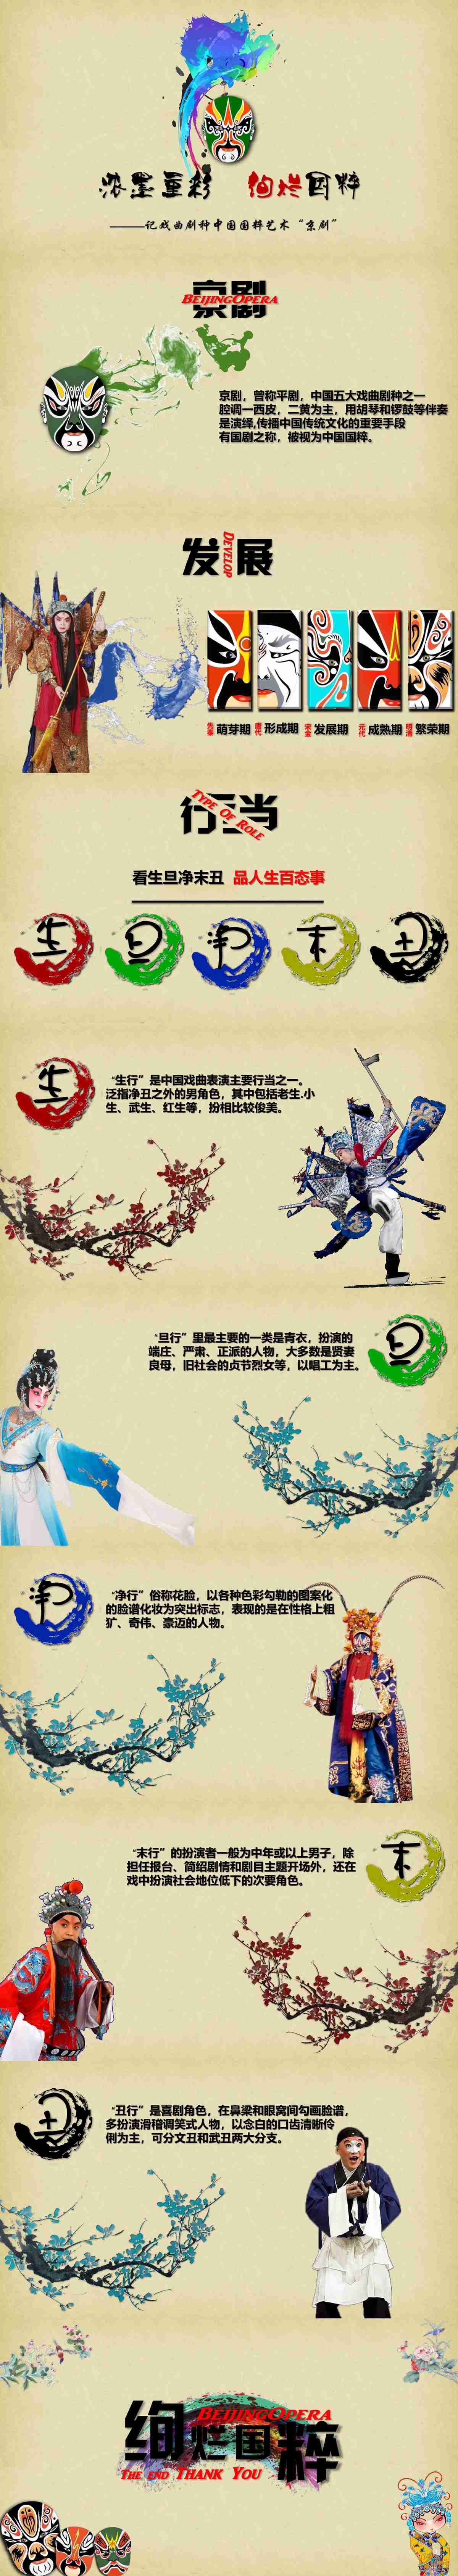 浓墨重彩 绚烂国粹
——记戏曲剧种中国国粹艺术“京剧”
京剧
BeijingOpera
京剧，曾称平剧，中国五大戏曲剧种之一
腔调一西皮，二黄为主，用胡琴和锣鼓等伴奏
是演绎,传播中国传统文化的重要手段
有国剧之称，被视为中国国粹。
发展
Develop
先秦 萌芽期 唐代 形成期 宋金 发展期 元代 成熟期 明清 繁荣期
行当
Type Of Role
看生旦净末丑 品人生百态事
生 旦 净 末 丑
生
“生行”是中国戏曲表演主要行当之一。
泛指净丑之外的男角色，其中包括老生.小
生、武生、红生等，扮相比较俊美。
旦
“旦行”里最主要的一类是青衣，扮演的
端庄、严肃、正派的人物，大多数是贤妻
良母，旧社会的贞节烈女等，以唱工为主。
净
“净行”俗称花脸，以各种色彩勾勒的图案化
的脸谱化妆为突出标志，表现的是在性格上粗
犷、奇伟、豪迈的人物。
末
“末行”的扮演者一般为中年或以上男子，除
担任报台、简绍剧情和剧目主题开场外，还在
戏中扮演社会地位低下的次要角色。
丑
“丑行”是喜剧角色，在鼻梁和眼窝间勾画脸谱，
多扮演滑稽调笑式人物，以念白的口齿清晰伶
俐为主，可分文丑和武丑两大分支。
BeijingOpera
绚烂国粹
The end Thank You